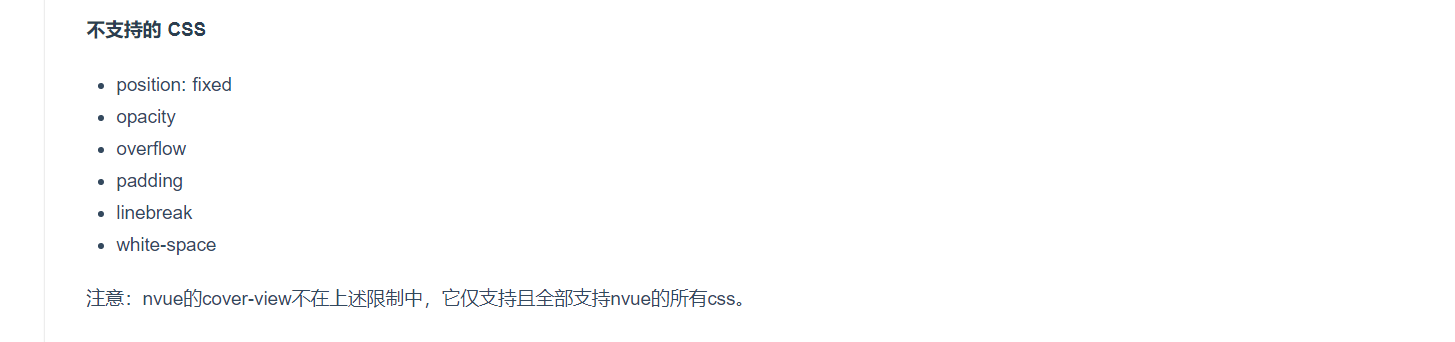 不支持的 CSS
position: fixed
opacity
overflow
padding
linebreak
white-space
注意：nvue的cover-view不在上述限制中，它仅支持且全部支持nvue的所有css。